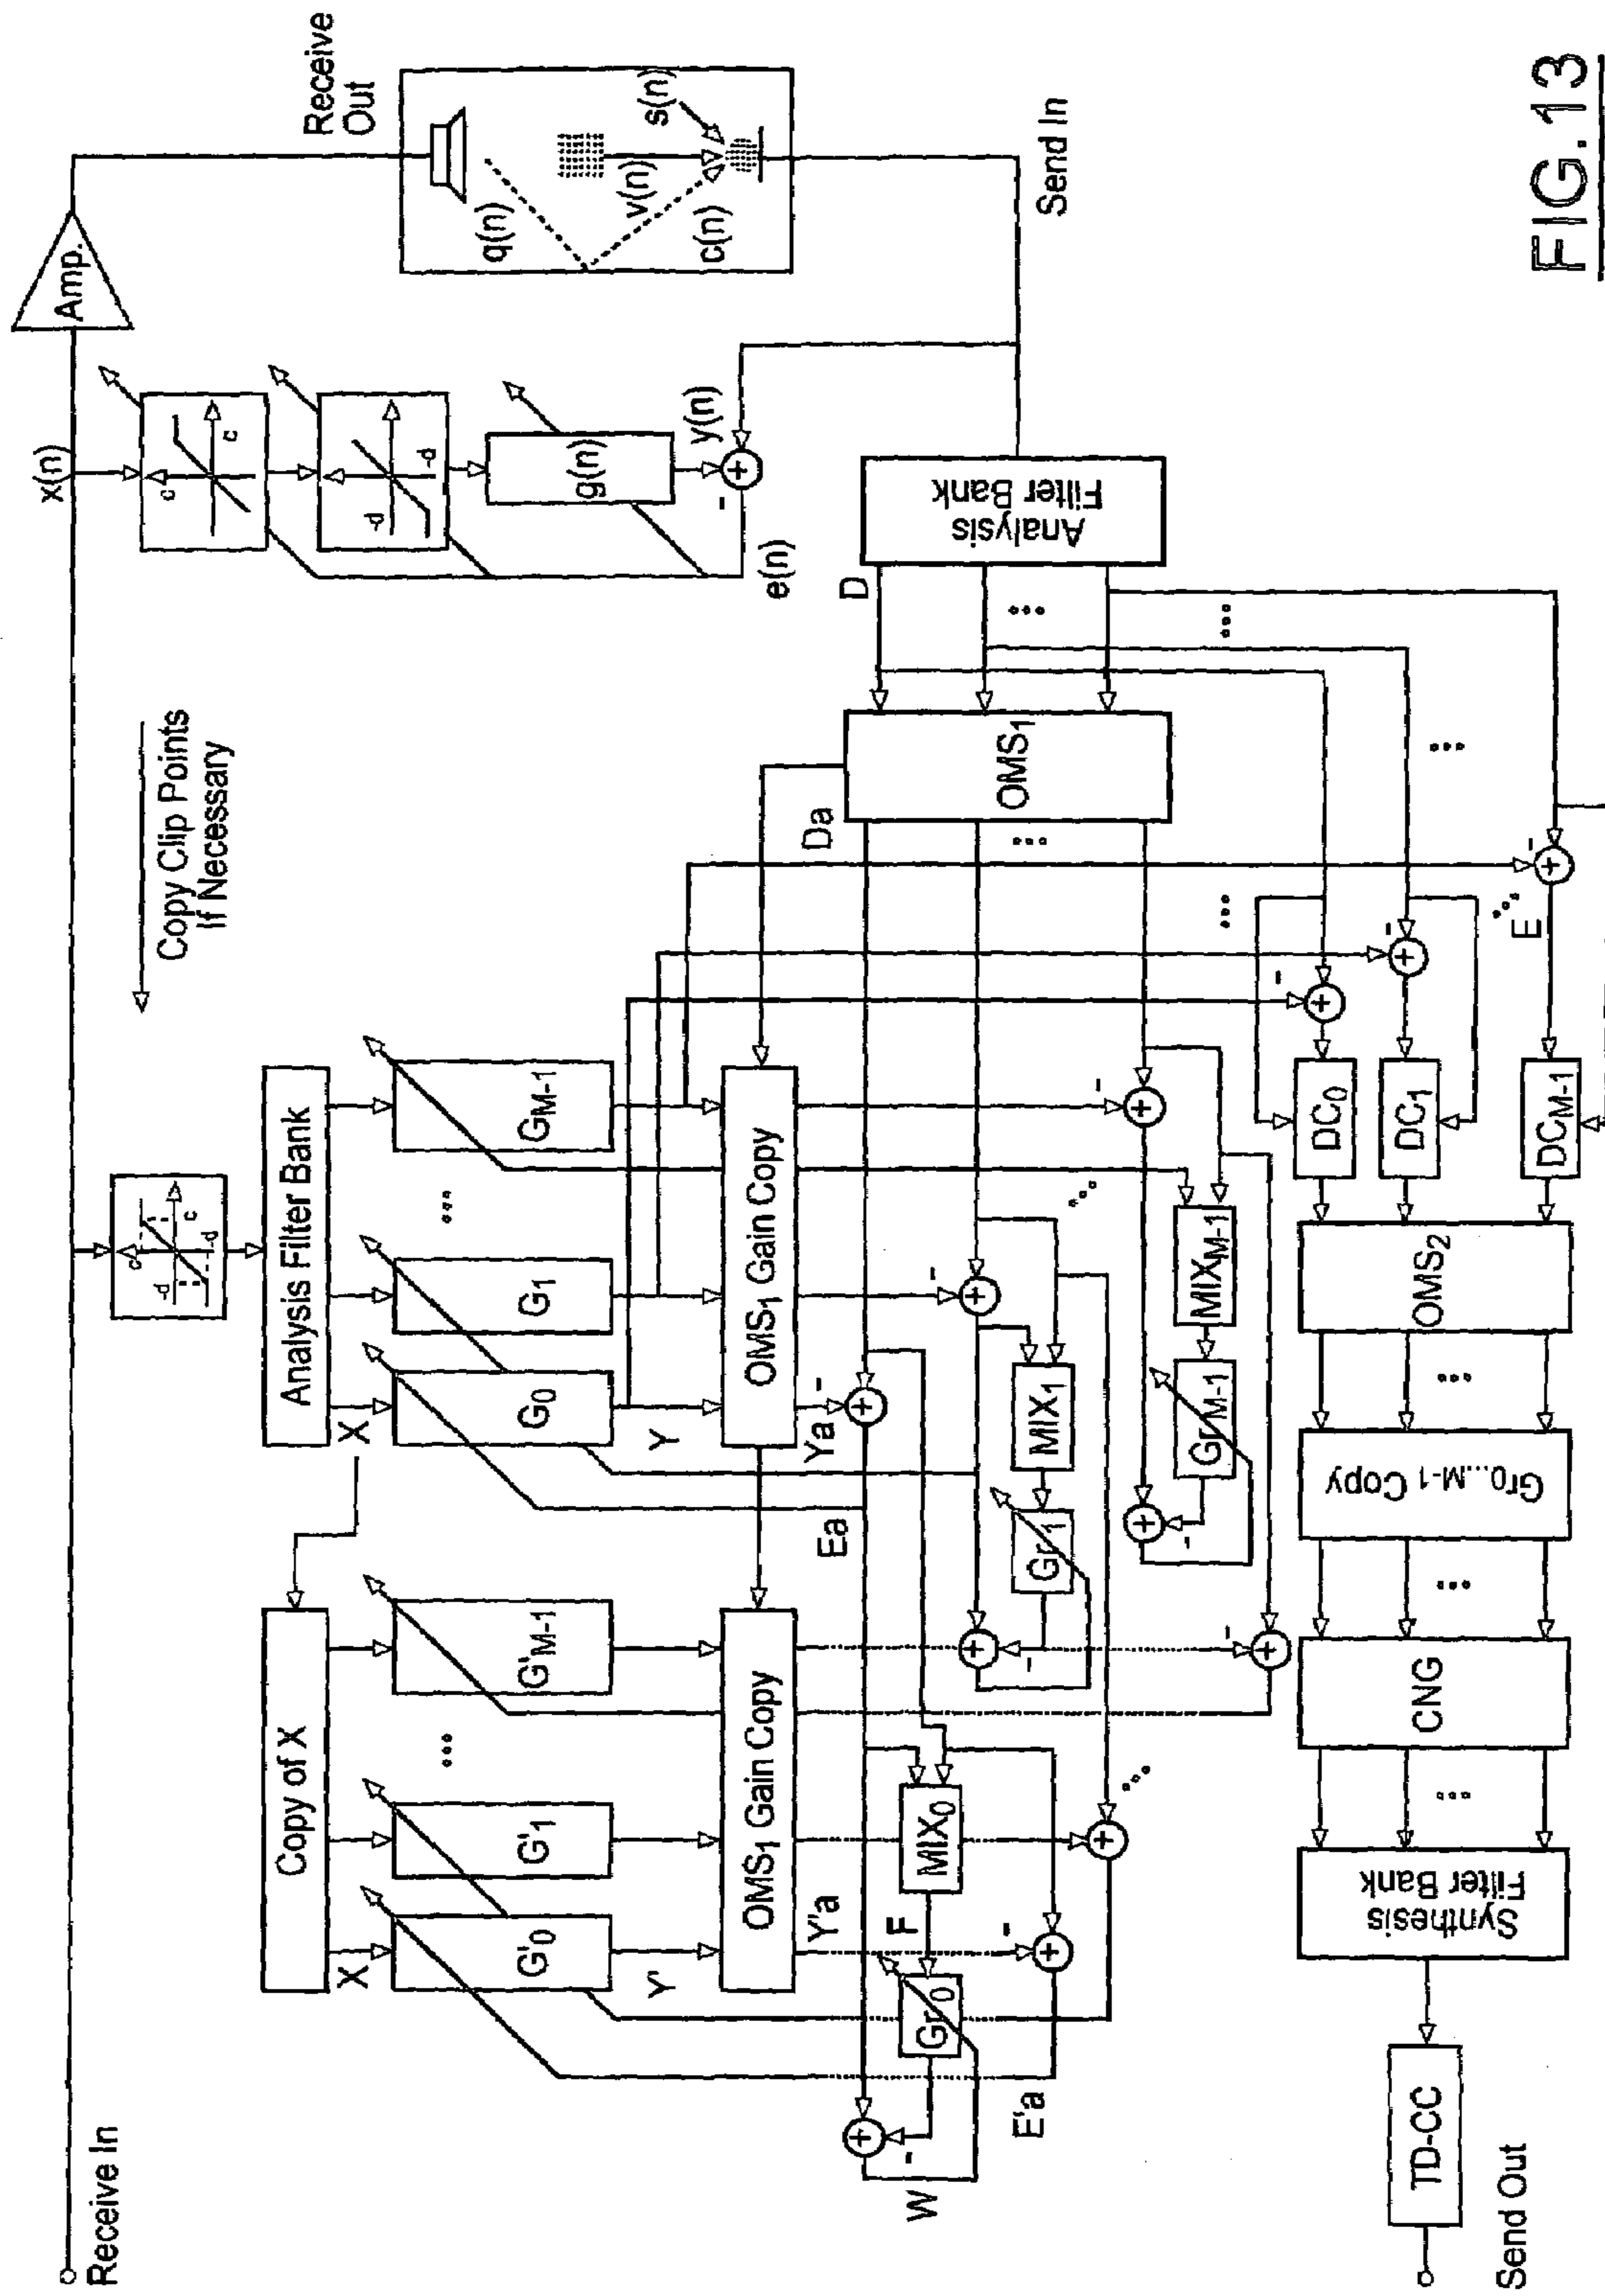 Receive In
x(n)
Amp.
Receive
Out
q(n)
v(n)
s(n)
c(n)
Send In
Copy Clip Points
If Necessary
c
c
-d
-d
g(n)
y(n)
-
e(n)
c
c
-d
-d
Analysis Filter Bank
X
G0
G1
...
GM-1
Copy of X
X
G'0
G'1
...
G'M-1
Y
Y'
OMS1 Gain Copy
OMS1 Gain Copy
Ya
Y'a
Ea
E'a
Da
D
Analysis
Filter Bank
OMS1
MIX0
MIX1
MIXM-1
F
Gr0
Gr1
GrM-1
W
E
DC0
DC1
DCM-1
OMS2
Gr0...M-1 Copy
CNG
Synthesis
Filter Bank
TD-CC
Send Out
FIG.13